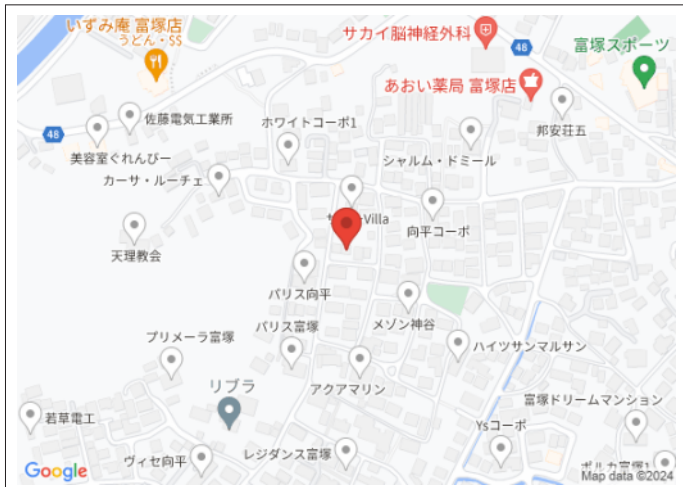 いずみ庵 富塚店
うどん・SS
サカイ脳神経外科
48
富塚スポーツ
あおい薬局 富塚店
佐藤電気工業所
ホワイトコーポ1
邦安荘五
48
美容室ぐれんびー
シャルム・ドミール
カーサ・ルーチェ
Villa
向平コーポ
天理教会
パリス向平
メゾン神谷
プリメーラ富塚
パリス富塚
ハイツサンマルサン
リブラ
アクアマリン
富塚ドリームマンション
若草電工
Ysコーポ
レジダンス富塚
ヴィセ向平
ポルカ富塚1
Google
Map data ©2024